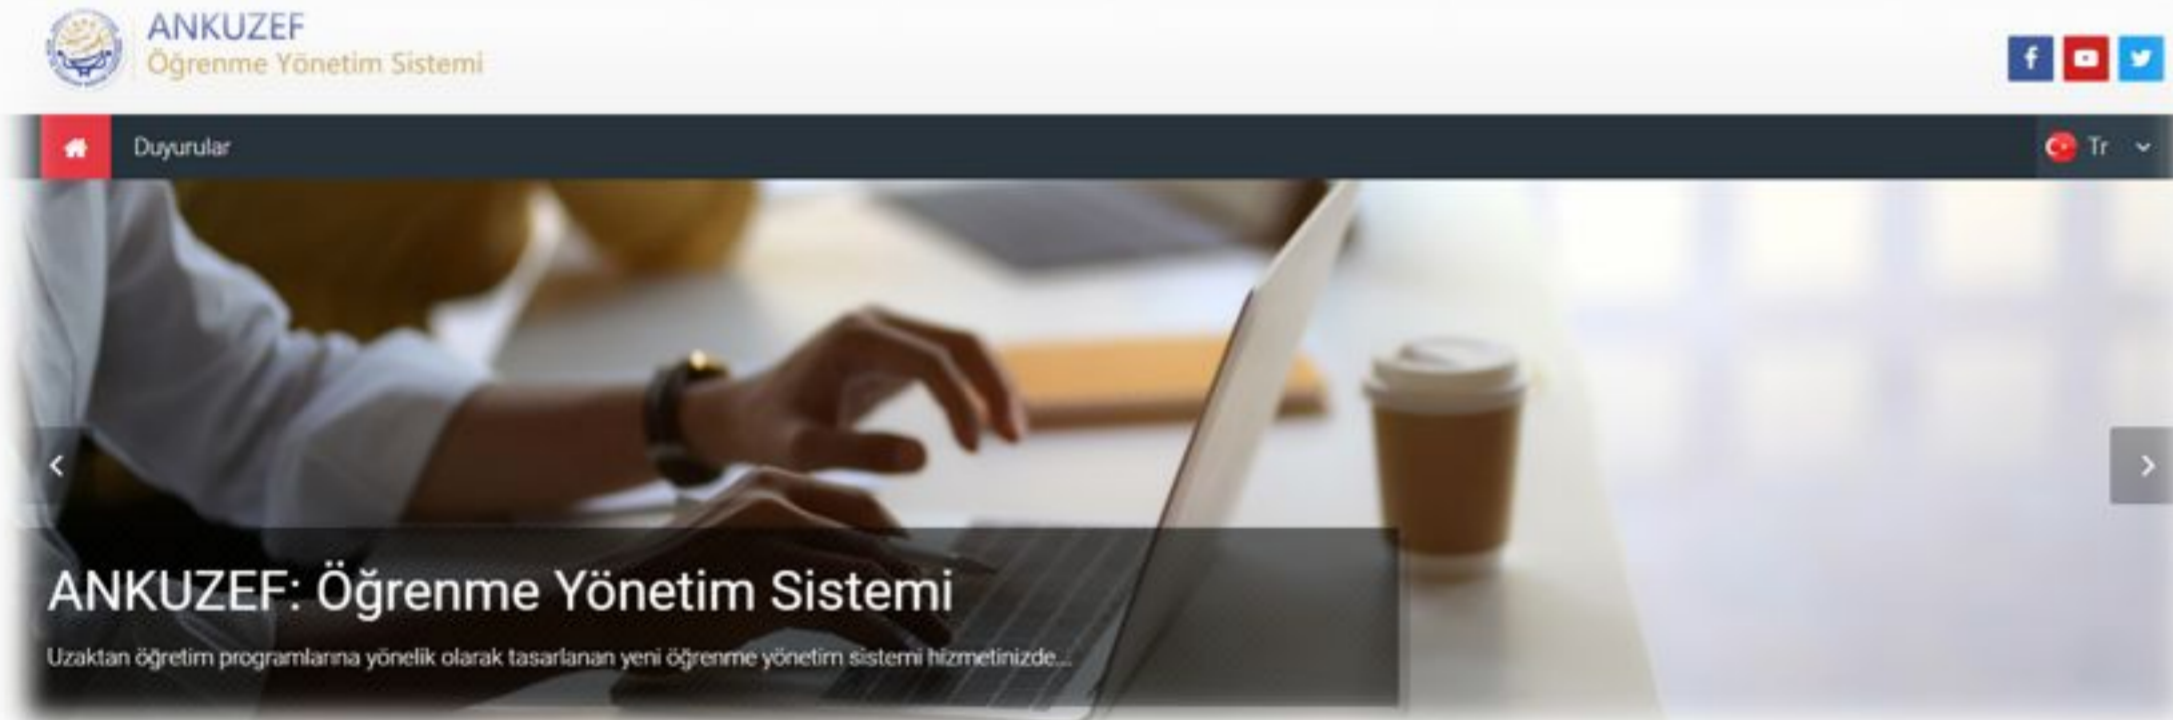 ANKUZEF
Öğrenme Yönetim Sistemi
Duyurular
Tr
ANKUZEF: Öğrenme Yönetim Sistemi
Uzaktan öğretim programlarına yönelik olarak tasarlanan yeni öğrenme yönetim sistemi hizmetinizde...